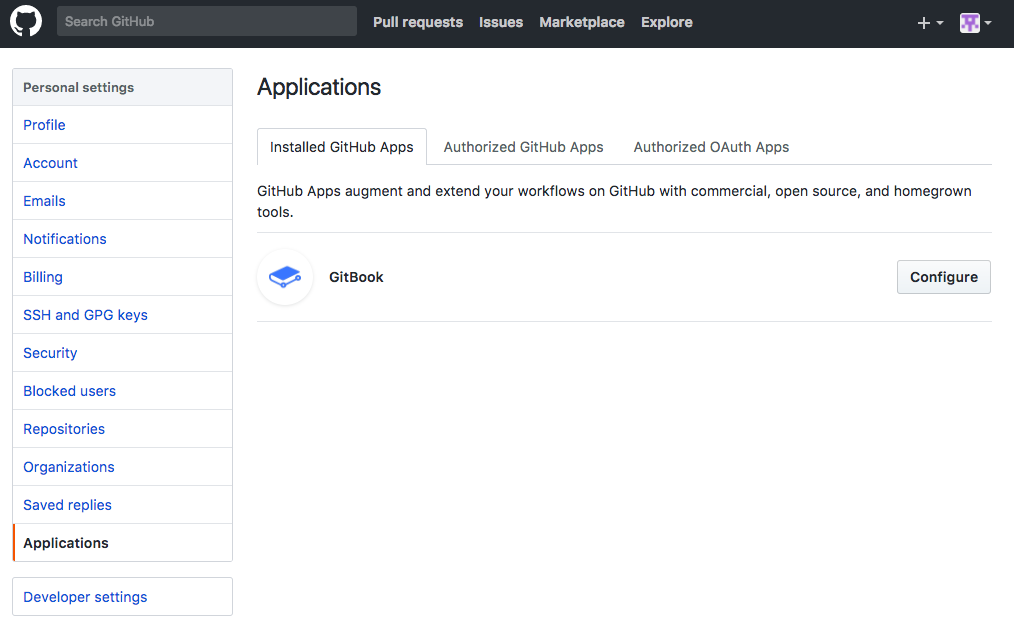 Search GitHub
Pull requests
Issues
Marketplace
Explore
Personal settings
Profile
Account
Emails
Notifications
Billing
SSH and GPG keys
Security
Blocked users
Repositories
Organizations
Saved replies
Applications
Developer settings
Applications
Installed GitHub Apps
Authorized GitHub Apps
Authorized OAuth Apps
GitHub Apps augment and extend your workflows on GitHub with commercial, open source, and homegrown
tools.
GitBook
Configure